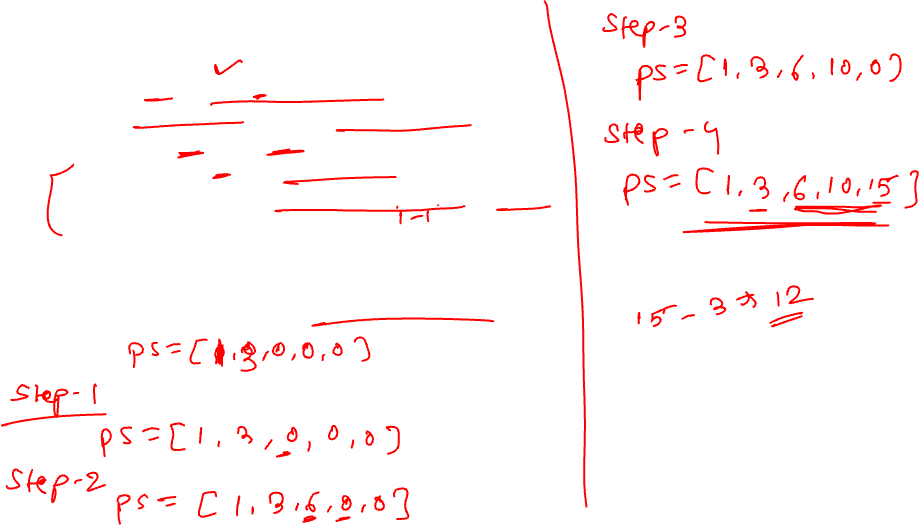 i-1
ps=[1,3,0,0,0]
Step-1
ps=[1,3,0,0,0]
Step-2
ps=[1,3,6,0,0]
Step-3
ps=[1,3,6,10,0]
Step-4
ps=[1,3,6,10,15]
15-3→12